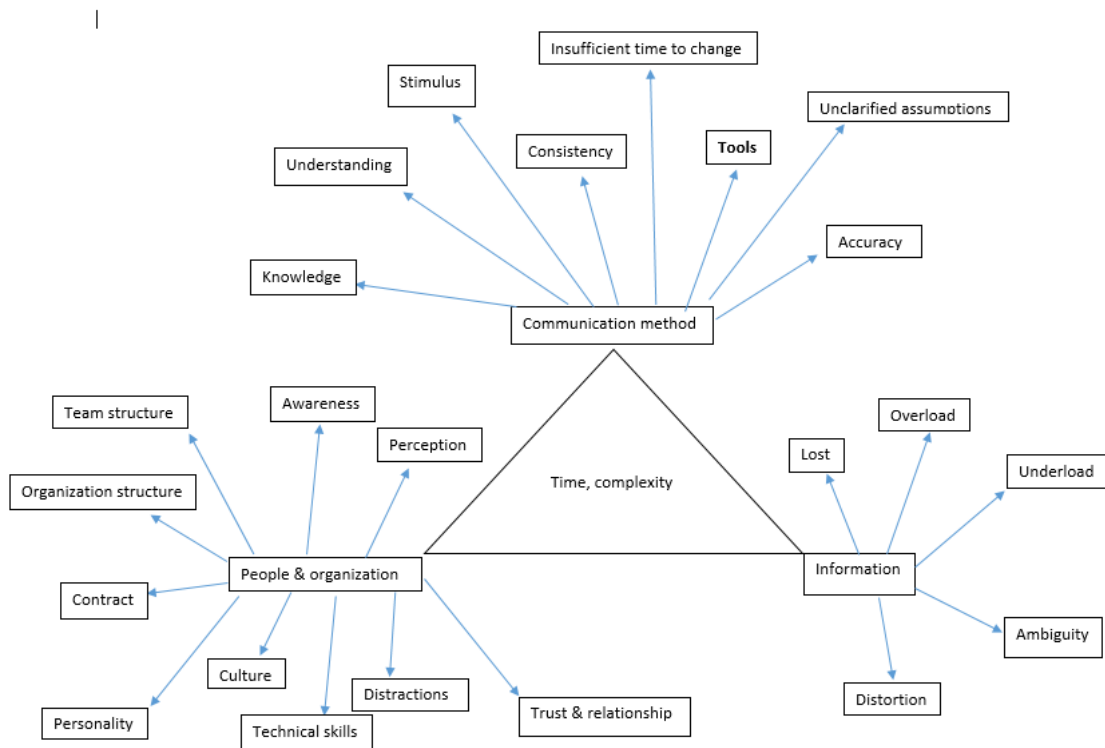 Insufficient time to change
Stimulus
Unclarified assumptions
Consistency
Tools
Understanding
Accuracy
Knowledge
Communication method
Awareness
Team structure
Overload
Perception
Lost
Underload
Organization structure
Time, complexity
People & organization
Information
Contract
Ambiguity
Culture
Distractions
Distortion
Personality
Technical skills
Trust & relationship